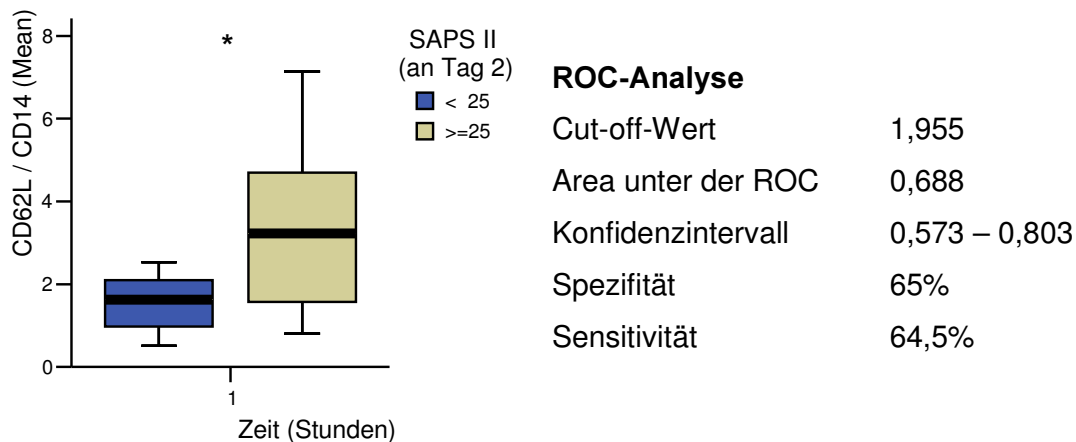 CD62L / CD14 (Mean)
8
6
4
2
0
*
1
Zeit (Stunden)
SAPS II
(an Tag 2)
< 25
>=25
ROC-Analyse
Cut-off-Wert 1,955
Area unter der ROC 0,688
Konfidenzintervall 0,573 – 0,803
Spezifität 65%
Sensitivität 64,5%